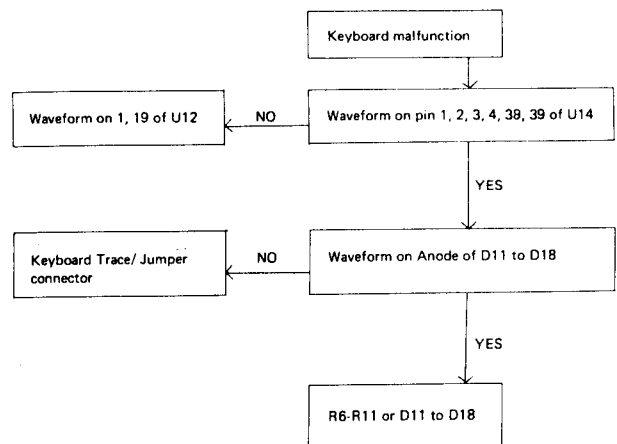 Keyboard malfunction
Waveform on 1, 19 of U12
NO
Waveform on pin 1, 2, 3, 4, 38, 39 of U14
YES
Keyboard Trace/ Jumper
connector
NO
Waveform on Anode of D11 to D18
YES
R6-R11 or D11 to D18